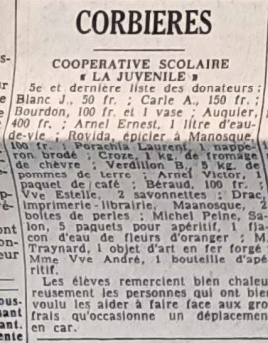 CORBIERES
COOPERATIVE SCOLAIRE
« LA JUVENILE »
5e et dernière liste des donateurs :
Blanc J., 50 fr. ; Carle A., 150 fr. ;
Bourdon, 100 fr. et 1 vase ; Auquier,
400 fr. ; Arnel Ernest, 1 litre d'eau-
de-vie ; Rovida, épicier à Manosque,
100 fr. ; Porachia Laurent, 1 nappe-
ron brodé ; Croze, 1 kg. de fromage
de chèvre ; Verdillon B., 5 kg. de
pommes de terre ; Arnel Victor, 1
paquet de café ; Béraud, 100 fr. ;
Vve Estelle, 2 savonnettes ; Drac,
imprimerie-librairie, Maanosque, 2
boîtes de perles ; Michel Peine, Sa-
lon, 5 paquets pour apéritif, 1 fla-
con d'eau de fleurs d'oranger ; M.
Traynard, 1 objet d'art en fer forgé
Mme Vve André, 1 bouteille d'apé
ritif.
Les élèves remercient bien chaleu
reusement les personnes qui ont bien
voulu les aider à faire face aux gro
frais qu'occasionne un déplacemen
en car.